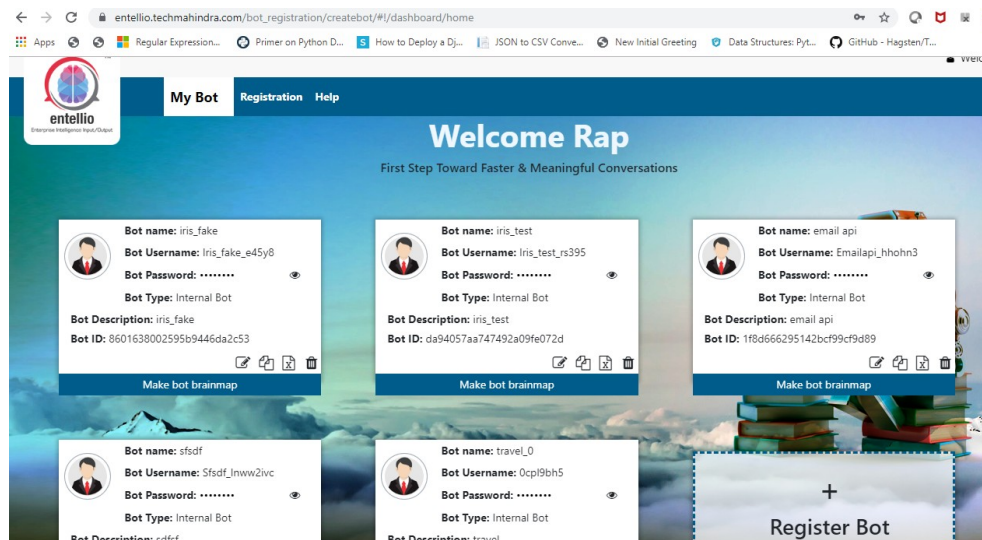 entellio.techmahindra.com/bot_registration/createbot/#!/dashboard/home
Apps Regular Expression... Primer on Python D... S How to Deploy a Dj... JSON to CSV Conve... New Initial Greeting Data Structures: Pyt... GitHub - Hagsten/T...
entellio
Enterprise Intelligence Input/Output
My Bot Registration Help
Welcome Rap
First Step Toward Faster & Meaningful Conversations
Bot name: iris_fake
Bot Username: Iris_fake_e45y8
Bot Password: ••••••••
Bot Type: Internal Bot
Bot Description: iris_fake
Bot ID: 8601638002595b9446da2c53
Make bot brainmap
Bot name: iris_test
Bot Username: Iris_test_rs395
Bot Password: ••••••••
Bot Type: Internal Bot
Bot Description: iris_test
Bot ID: da94057aa747492a09fe072d
Make bot brainmap
Bot name: email api
Bot Username: Emailapi_hhohn3
Bot Password: ••••••••
Bot Type: Internal Bot
Bot Description: email api
Bot ID: 1f8d666295142bcf99cf9d89
Make bot brainmap
Bot name: sfsdf
Bot Username: Sfsdf_lnww2ivc
Bot Password: ••••••••
Bot Type: Internal Bot
Bot Description: sdfsf
Bot name: travel_0
Bot Username: 0cpl9bh5
Bot Password: ••••••••
Bot Type: Internal Bot
Bot Description: travel
+
Register Bot